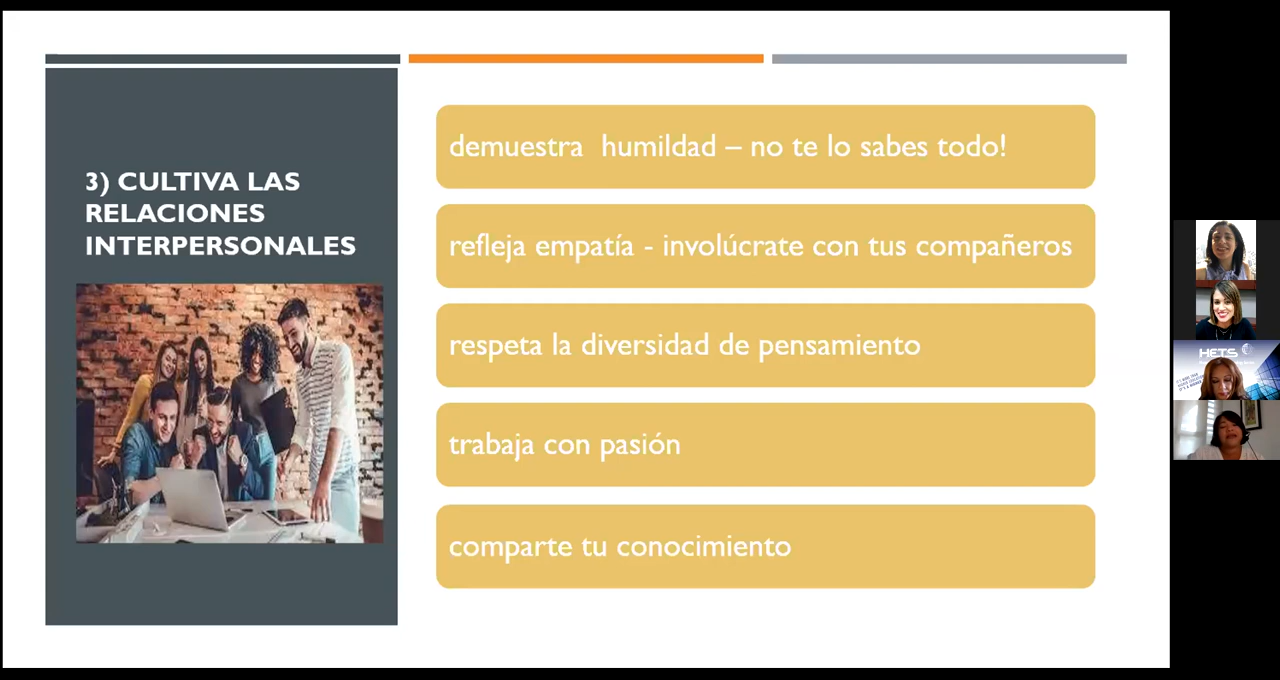 3) CULTIVA LAS
RELACIONES
INTERPERSONALES
demuestra  humildad – no te lo sabes todo!
refleja empatía - involúcrate con tus compañeros
respeta la diversidad de pensamiento
trabaja con pasión
comparte tu conocimiento
HETS